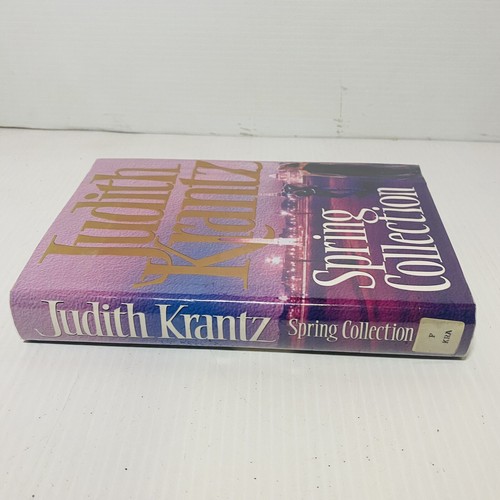 Judith
Krantz
Spring
Collection
Judith Krantz
Spring Collection
P
KRA